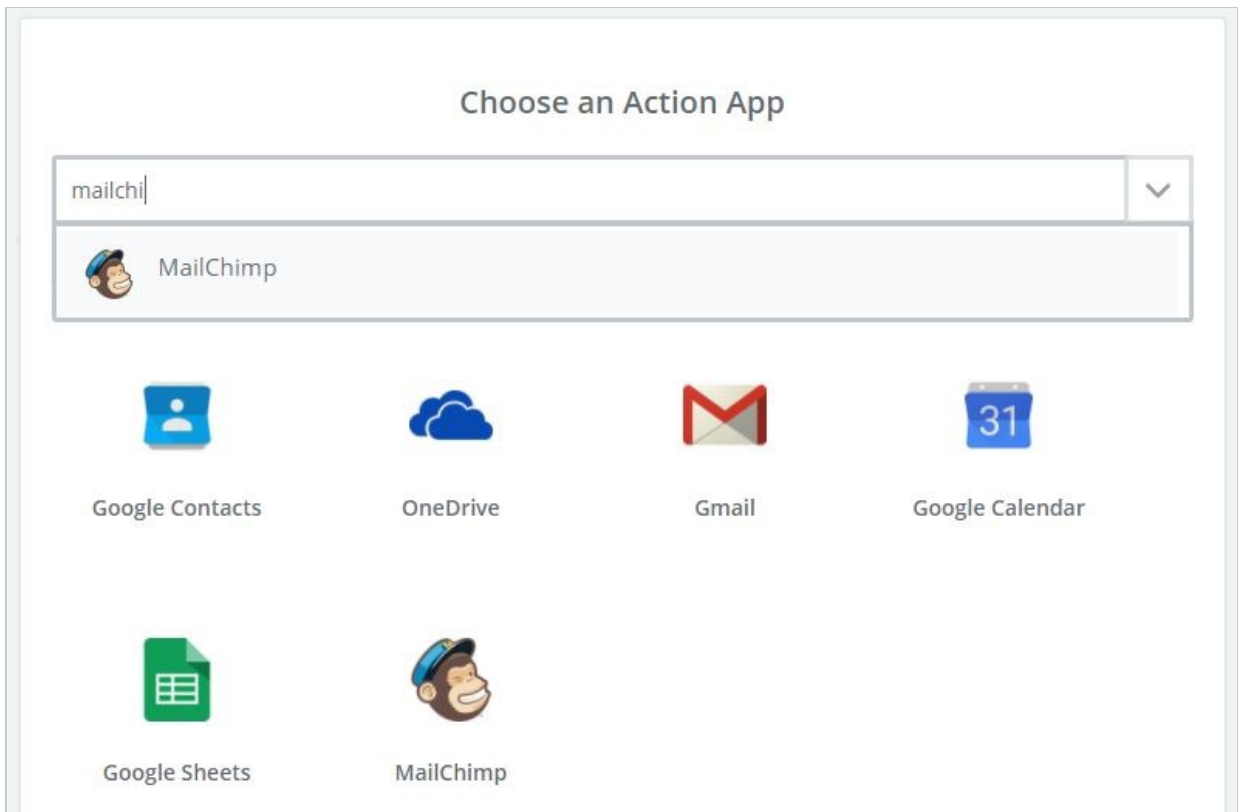 Choose an Action App
mailchi
MailChimp
31
Google Contacts
OneDrive
Gmail
Google Calendar
Google Sheets
MailChimp